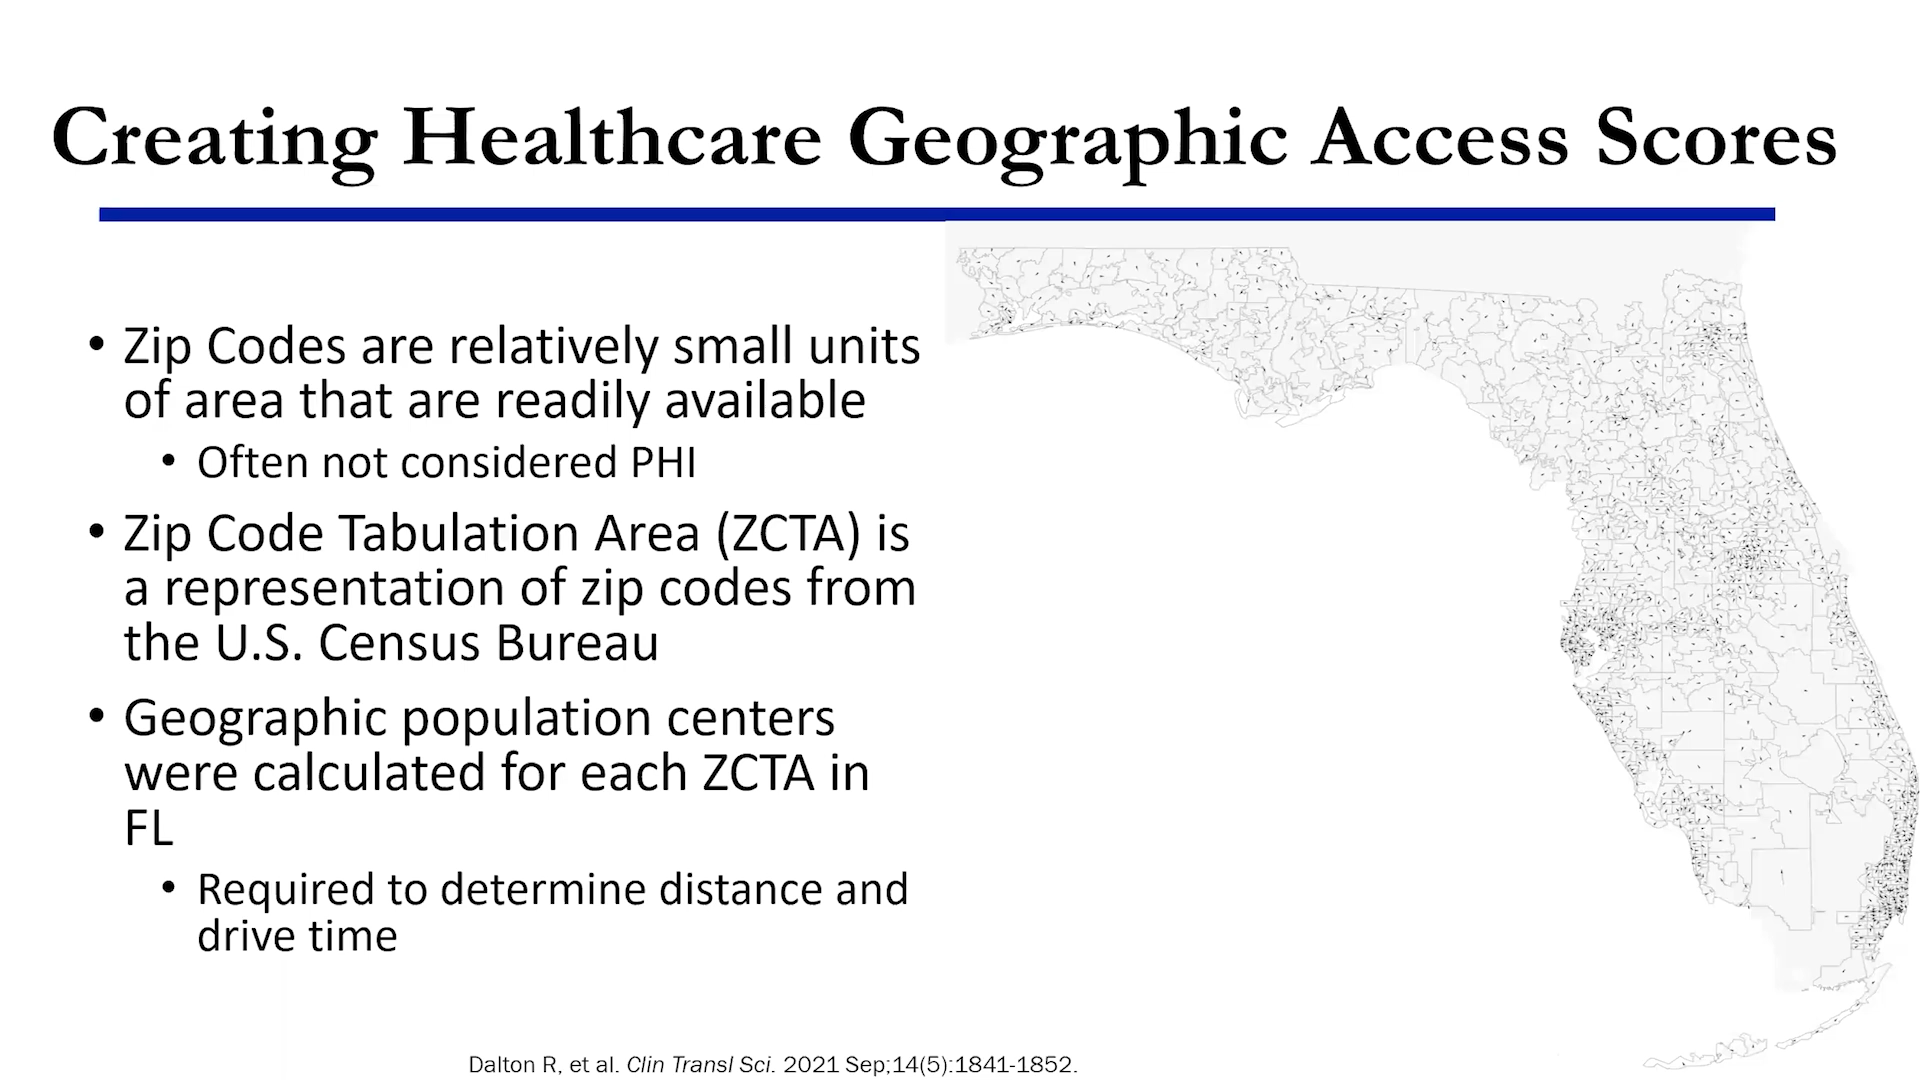 Creating Healthcare Geographic Access Scores
• Zip Codes are relatively small units
of area that are readily available
• Often not considered PHI
• Zip Code Tabulation Area (ZCTA) is
a representation of zip codes from
the U.S. Census Bureau
• Geographic population centers
were calculated for each ZCTA in
FL
• Required to determine distance and
drive time
Dalton R, et al. Clin Transl Sci. 2021 Sep;14(5):1841-1852.